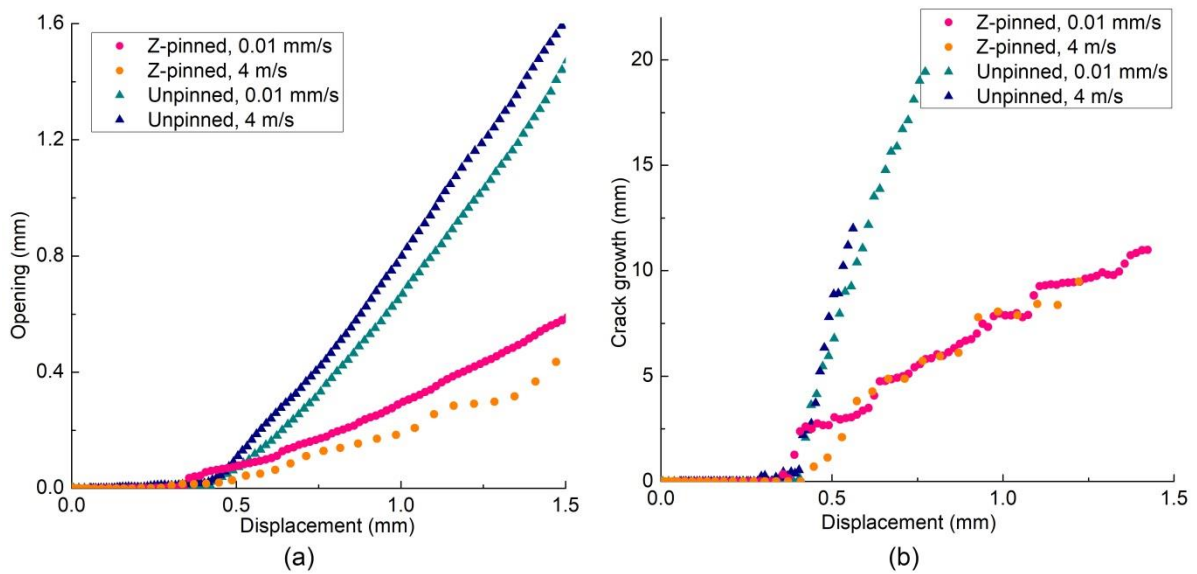 1.6
Z-pinned, 0.01 mm/s
Z-pinned, 4 m/s
Unpinned, 0.01 mm/s
Unpinned, 4 m/s
1.2
0.8
0.4
0.0
Opening (mm)
0.0
0.5
1.0
1.5
Displacement (mm)
(a)
Z-pinned, 0.01 mm/s
Z-pinned, 4 m/s
Unpinned, 0.01 mm/s
Unpinned, 4 m/s
20
15
10
5
0
Crack growth (mm)
0.0
0.5
1.0
1.5
Displacement (mm)
(b)